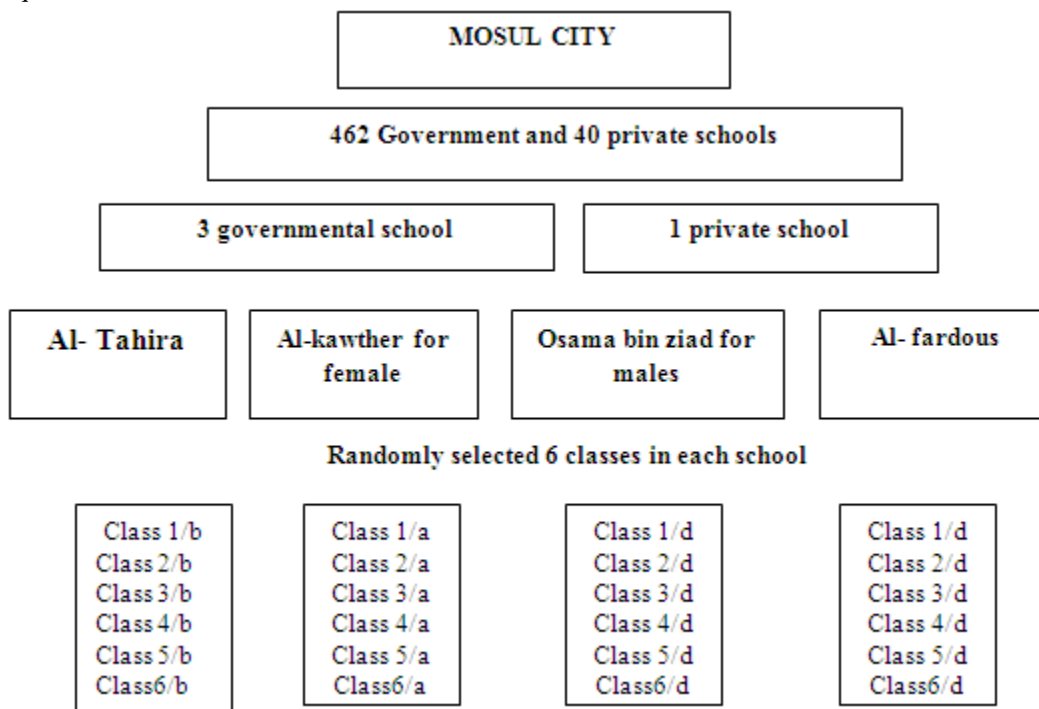 MOSUL CITY
462 Government and 40 private schools
3 governmental school
1 private school
Al- Tahira
Al-kawther for
female
Osama bin ziad for
males
Al- fardous
Randomly selected 6 classes in each school
Class 1/b
Class 2/b
Class 3/b
Class 4/b
Class 5/b
Class6/b
Class 1/a
Class 2/a
Class 3/a
Class 4/a
Class 5/a
Class6/a
Class 1/d
Class 2/d
Class 3/d
Class 4/d
Class 5/d
Class6/d
Class 1/d
Class 2/d
Class 3/d
Class 4/d
Class 5/d
Class6/d